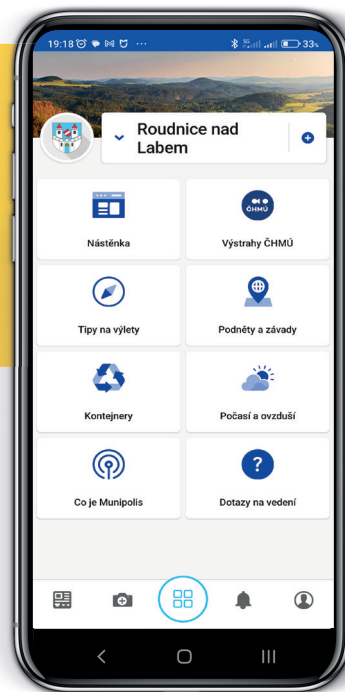 19:18 ... 5G 33%
Roudnice nad
Labem
ČHMÚ
Nástěnka
Výstrahy ČHMÚ
Tipy na výlety
Podněty a závady
Kontejnery
Počasí a ovzduší
?
Co je Munipolis
Dotazy na vedení